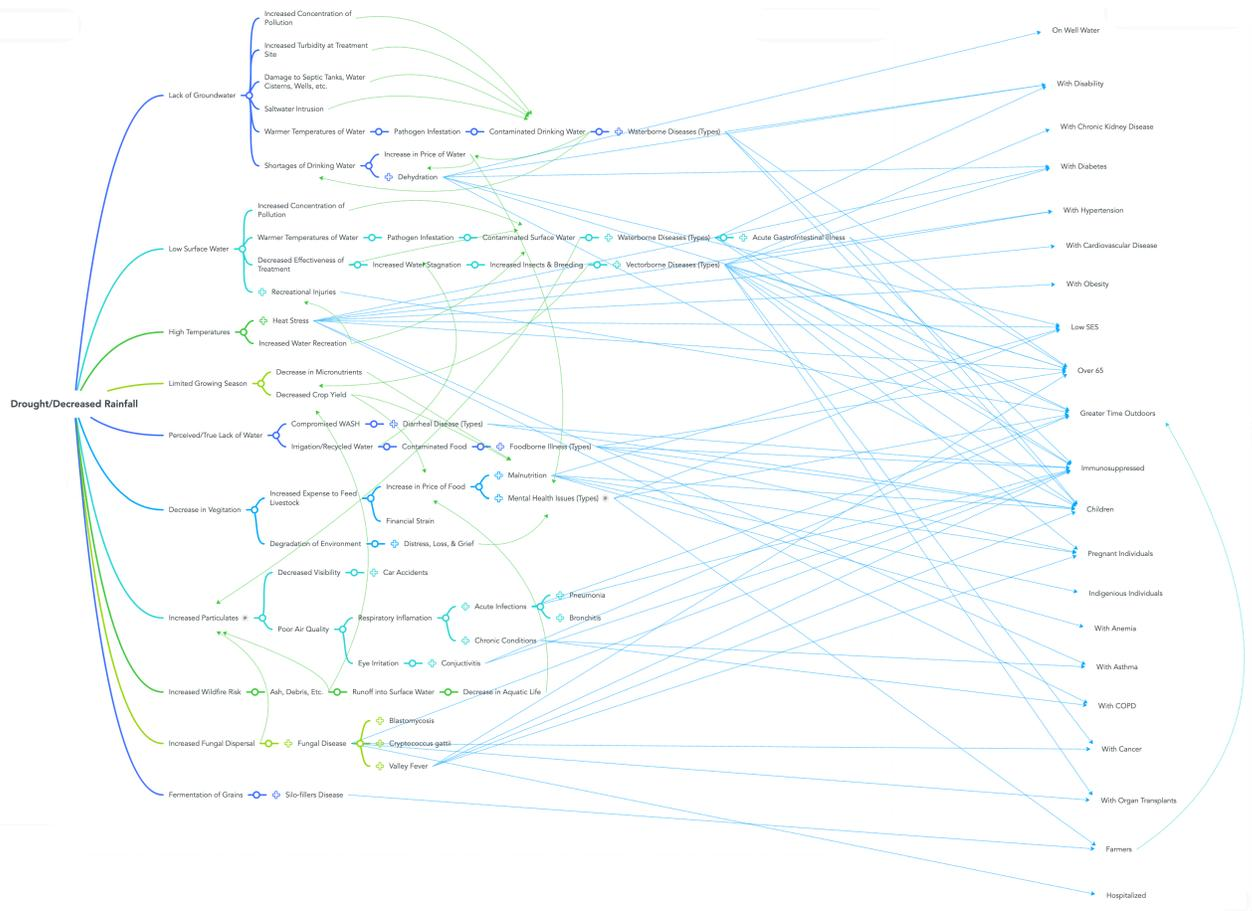 Increased Concentration of
Pollution
Increased Turbidity at Treatment
Site
Damage to Septic Tanks, Water
Cisterns, Wells, etc.
Lack of Groundwater
Saltwater Intrusion
Warmer Temperatures of Water
Pathogen Infestation
Contaminated Drinking Water
Waterborne Diseases (Types)
Shortages of Drinking Water
Increase in Price of Water
Dehydration
Increased Concentration of
Pollution
Low Surface Water
Warmer Temperatures of Water
Pathogen Infestation
Contaminated Surface Water
Waterborne Diseases (Types)
Acute Gastrointestinal Illness
Decreased Effectiveness of
Treatment
Increased Water Stagnation
Increased Insects & Breeding
Vectorborne Diseases (Types)
Recreational Injuries
High Temperatures
Heat Stress
Increased Water Recreation
Limited Growing Season
Decrease in Micronutrients
Decreased Crop Yield
Drought/Decreased Rainfall
Perceived/True Lack of Water
Compromised WASH
Diarrheal Disease (Types)
Irrigation/Recycled Water
Contaminated Food
Foodborne Illness (Types)
Decrease in Vegitation
Increased Expense to Feed
Livestock
Increase in Price of Food
Malnutrition
Mental Health Issues (Types)
Financial Strain
Degradation of Environment
Distress, Loss, & Grief
Increased Particulates
Decreased Visibility
Car Accidents
Poor Air Quality
Respiratory Inflamation
Acute Infections
Pneumonia
Bronchitis
Chronic Conditions
Eye Irritation
Conjuctivitis
Increased Wildfire Risk
Ash, Debris, Etc.
Runoff into Surface Water
Decrease in Aquatic Life
Increased Fungal Dispersal
Fungal Disease
Blastomycosis
Cryptococcus gattii
Valley Fever
Fermentation of Grains
Silo-fillers Disease
On Well Water
With Disability
With Chronic Kidney Disease
With Diabetes
With Hypertension
With Cardiovascular Disease
With Obesity
Low SES
Over 65
Greater Time Outdoors
Immunosuppressed
Children
Pregnant Individuals
Indigenious Individuals
With Anemia
With Asthma
With COPD
With Cancer
With Organ Transplants
Farmers
Hospitalized